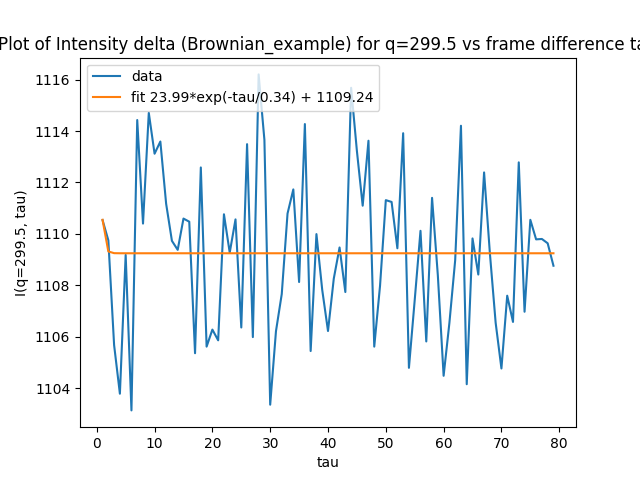 Plot of Intensity delta (Brownian_example) for q=299.5 vs frame difference
data
fit 23.99*exp(-tau/0.34) + 1109.24
I(q=299.5, tau)
1116
1114
1112
1110
1108
1106
1104
0 10 20 30 40 50 60 70 80
tau